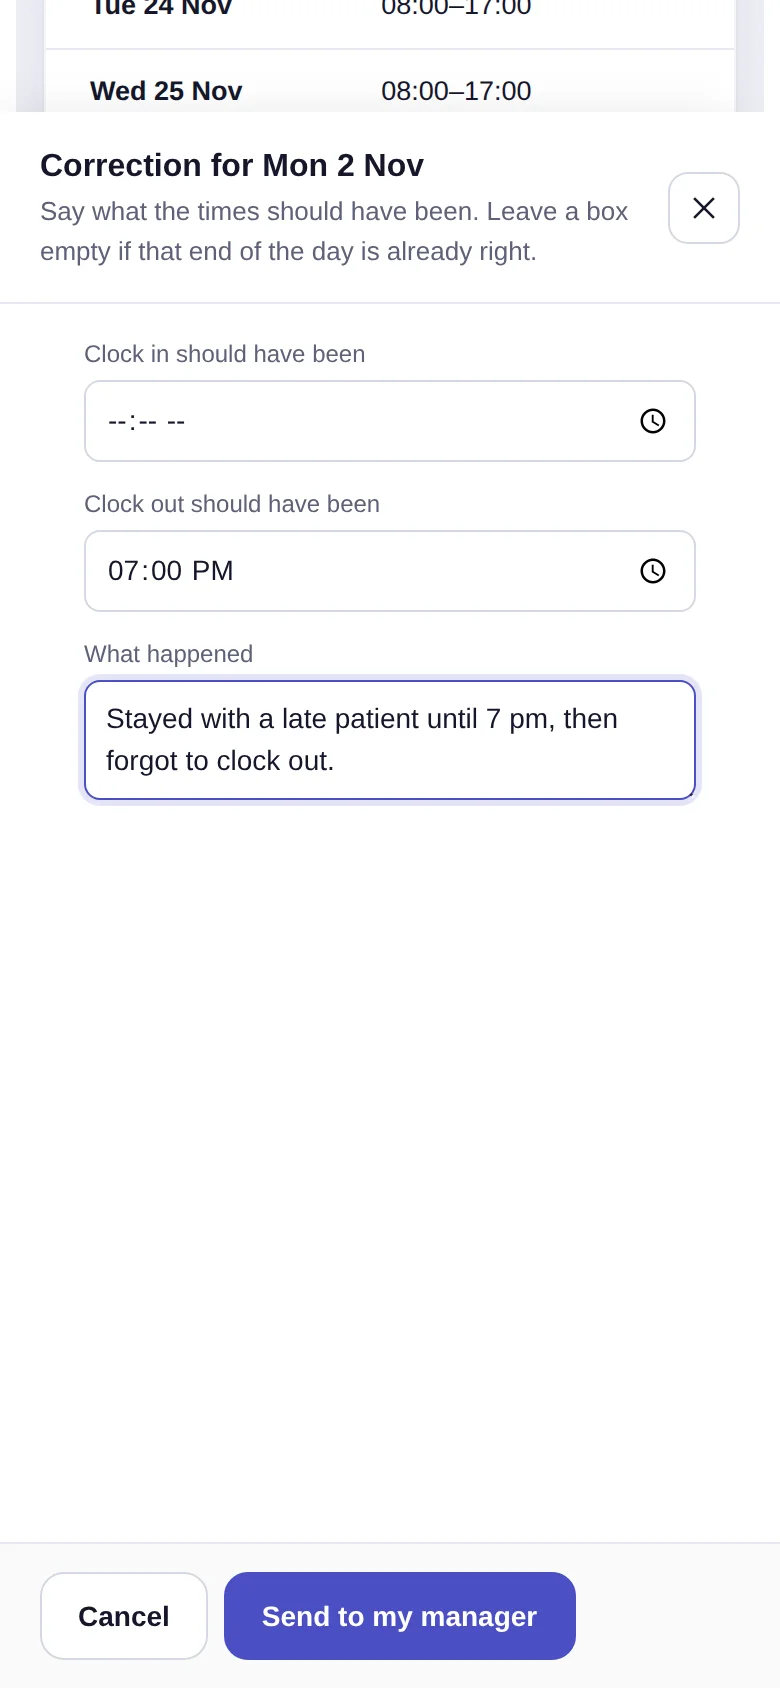 Tue 24 Nov 08:00–17:00
Wed 25 Nov 08:00–17:00
Correction for Mon 2 Nov
Say what the times should have been. Leave a box
empty if that end of the day is already right.
Clock in should have been
--:-- --
Clock out should have been
07:00 PM
What happened
Stayed with a late patient until 7 pm, then
forgot to clock out.
Cancel Send to my manager